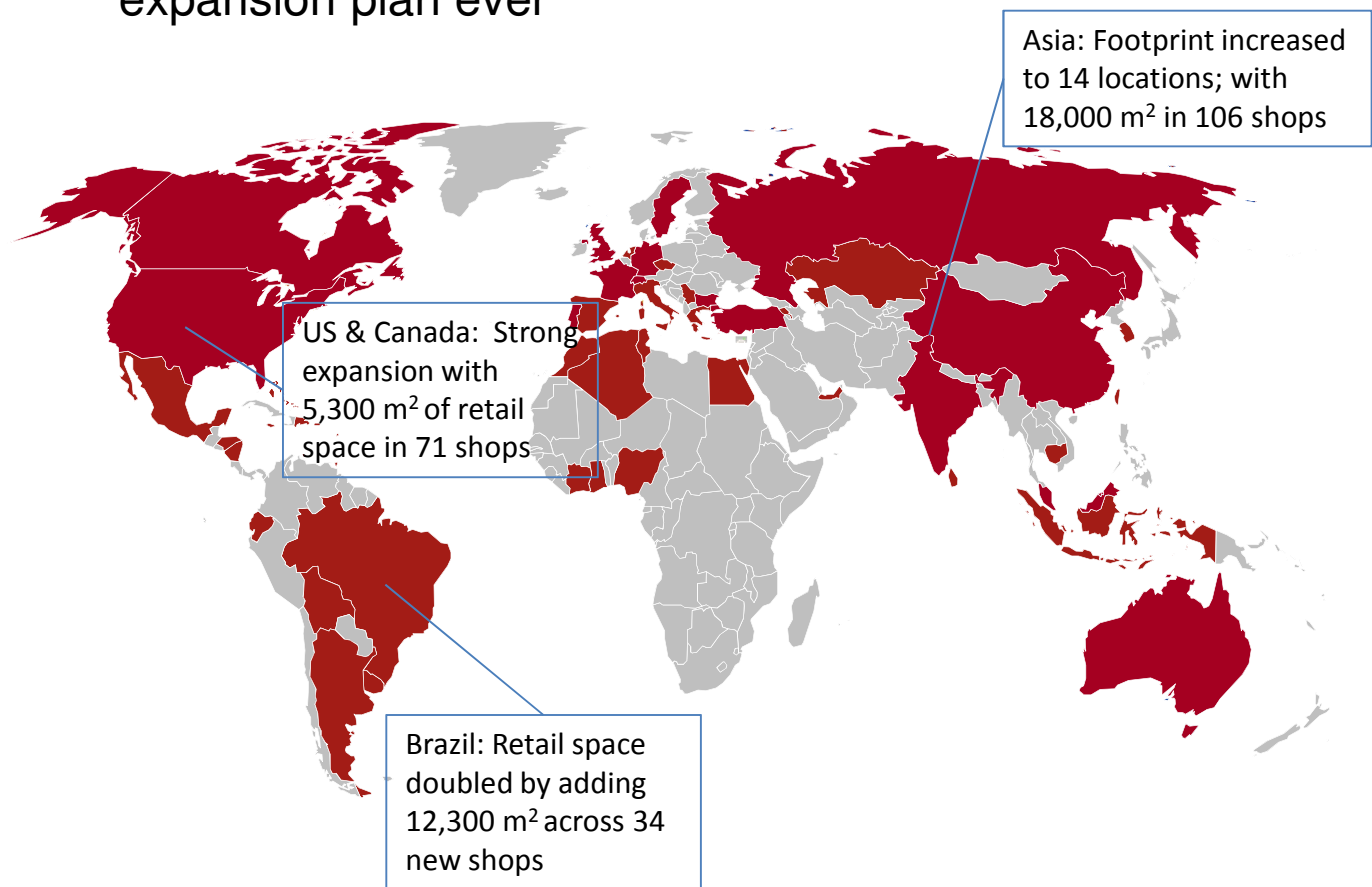 expansion plan ever
Asia: Footprint increased
to 14 locations; with
18,000 m² in 106 shops
US & Canada:  Strong
expansion with
5,300 m² of retail
space in 71 shops
Brazil: Retail space
doubled by adding
12,300 m² across 34
new shops